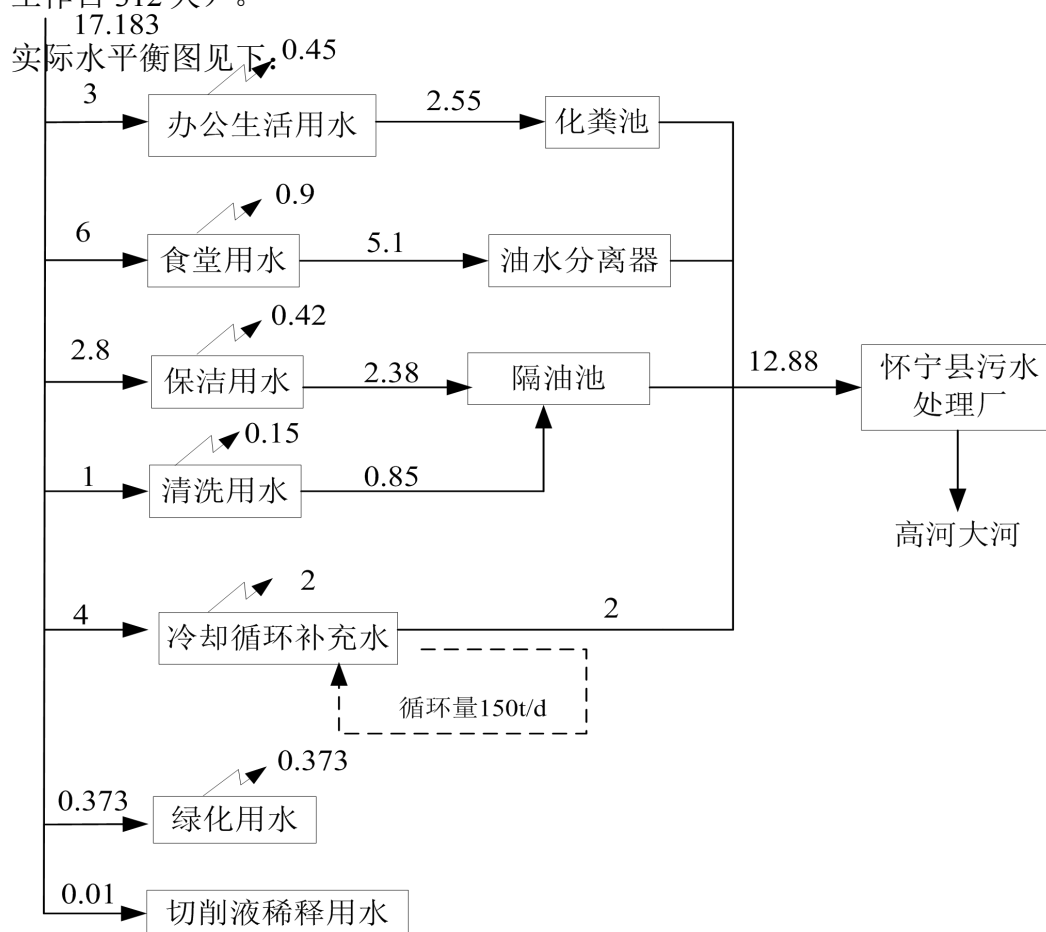 工作日 312 天）。
17.183
实际水平衡图见下：
0.45
3
办公生活用水
2.55
化粪池
0.9
6
食堂用水
5.1
油水分离器
0.42
2.8
保洁用水
2.38
隔油池
12.88
怀宁县污水
处理厂
0.15
1
清洗用水
0.85
高河大河
2
4
冷却循环补充水
2
循环量150t/d
0.373
0.373
绿化用水
0.01
切削液稀释用水